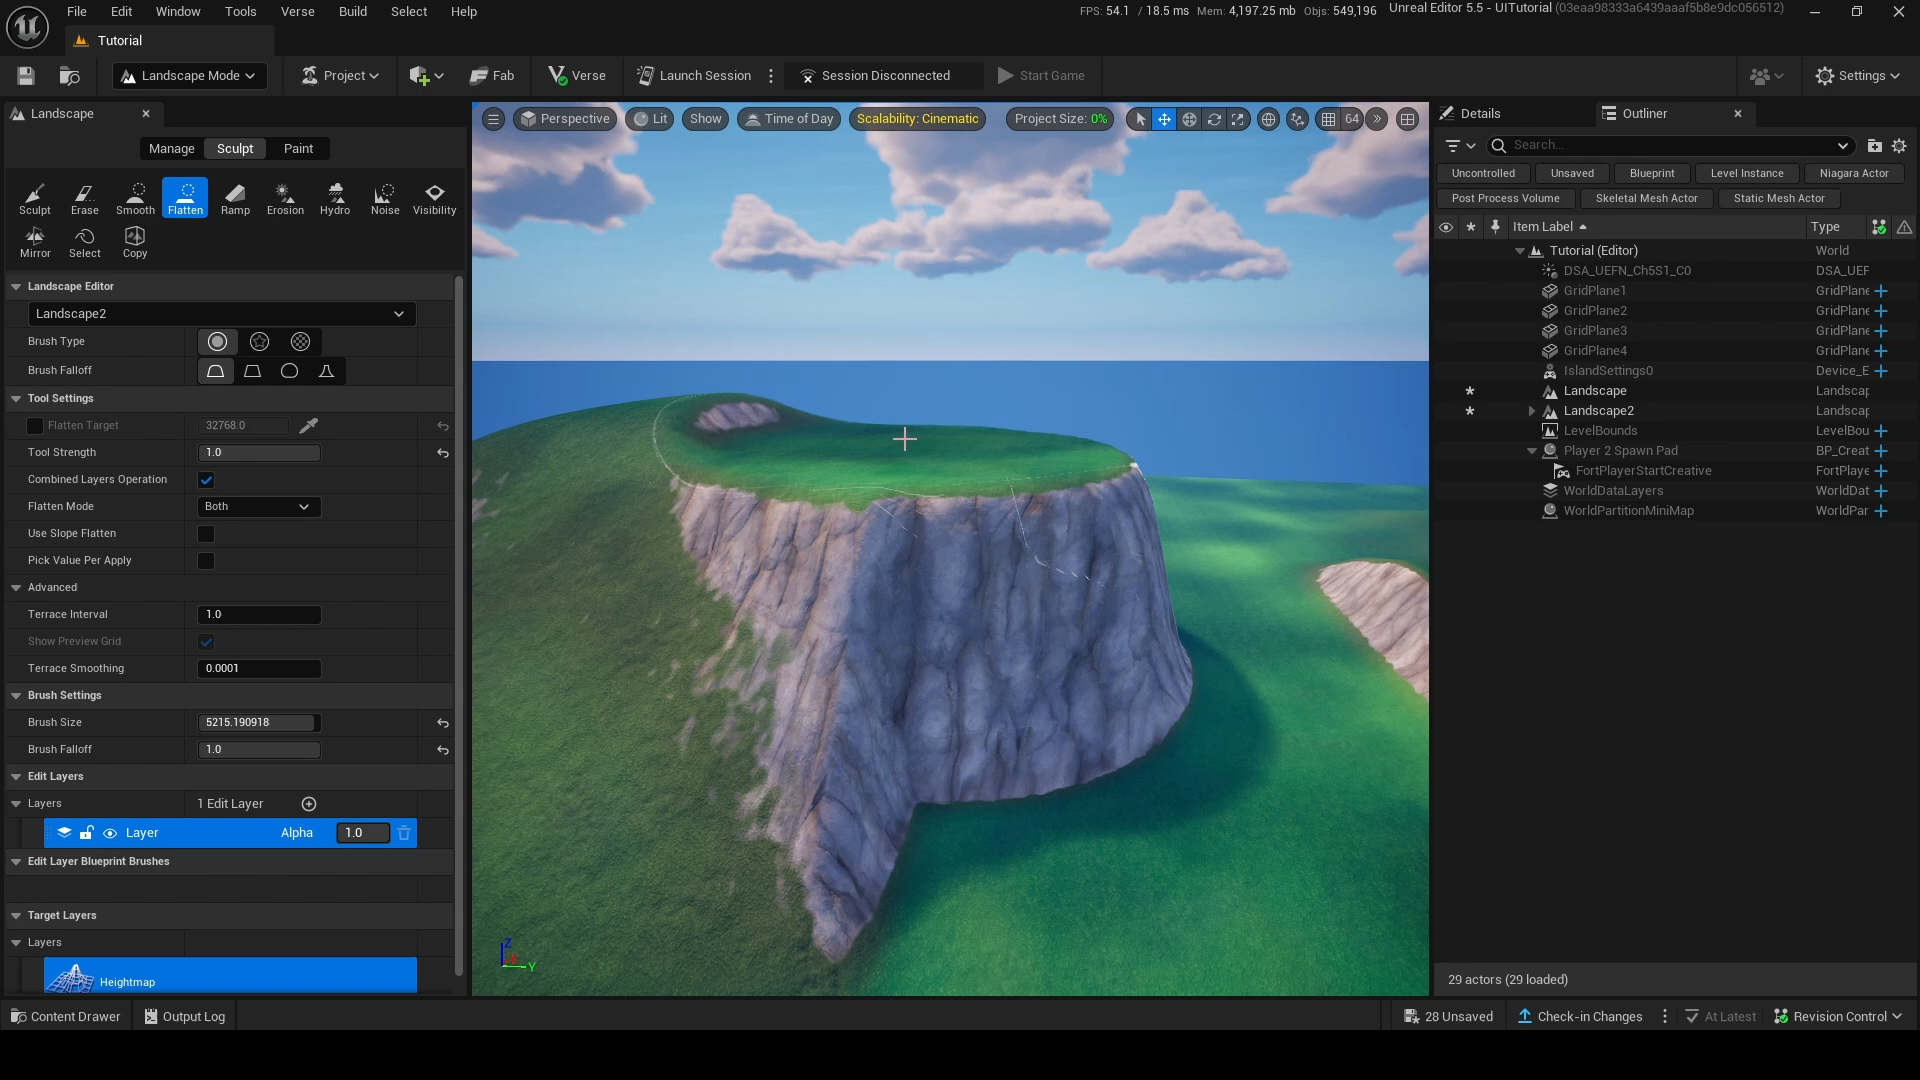 File Edit Window Tools Verse Build Select Help
FPS: 54.1 / 18.5 ms Mem: 4,197.25 mb Objs: 549,196 Unreal Editor 5.5 - UITutorial (03eaa98333a6439aaaf5b8e9dc056512)
Tutorial
Landscape Mode Project Fab Verse Launch Session Session Disconnected Start Game Settings
Landscape
Manage Sculpt Paint
Sculpt Erase Smooth Flatten Ramp Erosion Hydro Noise Visibility
Mirror Select Copy
Landscape Editor
Landscape2
Brush Type
Brush Falloff
Tool Settings
Flatten Target 32768.0
Tool Strength 1.0
Combined Layers Operation
Flatten Mode Both
Use Slope Flatten
Pick Value Per Apply
Advanced
Terrace Interval 1.0
Show Preview Grid
Terrace Smoothing 0.0001
Brush Settings
Brush Size 5215.190918
Brush Falloff 1.0
Edit Layers
Layers 1 Edit Layer
Layer Alpha 1.0
Edit Layer Blueprint Brushes
Target Layers
Layers
Heightmap
Perspective Lit Show Time of Day Scalability: Cinematic Project Size: 0% 64
Z
Y
Details Outliner
Search...
Uncontrolled Unsaved Blueprint Level Instance Niagara Actor
Post Process Volume Skeletal Mesh Actor Static Mesh Actor
Item Label Type
Tutorial (Editor) World
DSA_UEFN_Ch5S1_C0 DSA_UEF
GridPlane1 GridPlane
GridPlane2 GridPlane
GridPlane3 GridPlane
GridPlane4 GridPlane
IslandSettings0 Device_E
Landscape Landscap
Landscape2 Landscap
LevelBounds LevelBou
Player 2 Spawn Pad BP_Creat
FortPlayerStartCreative FortPlaye
WorldDataLayers WorldDat
WorldPartitionMiniMap WorldPar
29 actors (29 loaded)
Content Drawer Output Log 28 Unsaved Check-in Changes At Latest Revision Control